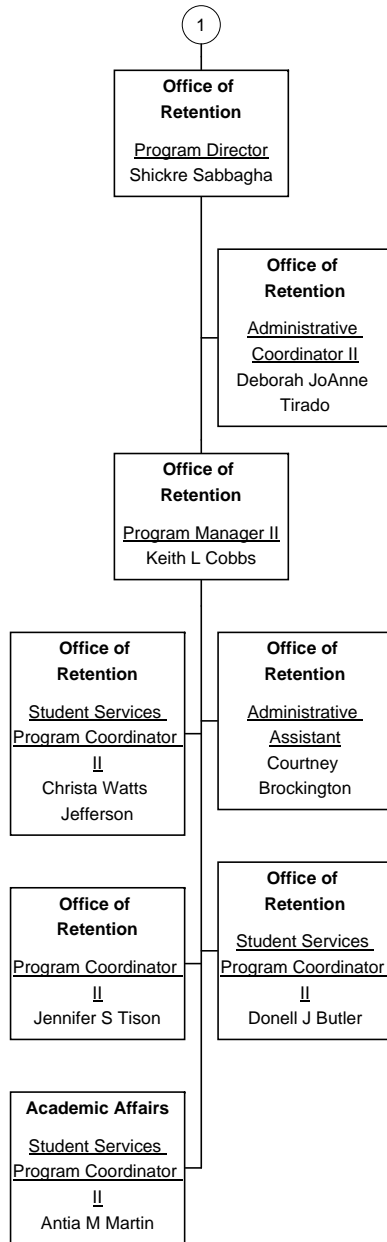 1
Office of
Retention
Program Director
Shickre Sabbagha
Office of
Retention
Administrative
Coordinator II
Deborah JoAnne
Tirado
Office of
Retention
Program Manager II
Keith L Cobbs
Office of
Retention
Student Services
Program Coordinator
II
Christa Watts
Jefferson
Office of
Retention
Administrative
Assistant
Courtney
Brockington
Office of
Retention
Program Coordinator
II
Jennifer S Tison
Office of
Retention
Student Services
Program Coordinator
II
Donell J Butler
Academic Affairs
Student Services
Program Coordinator
II
Antia M Martin